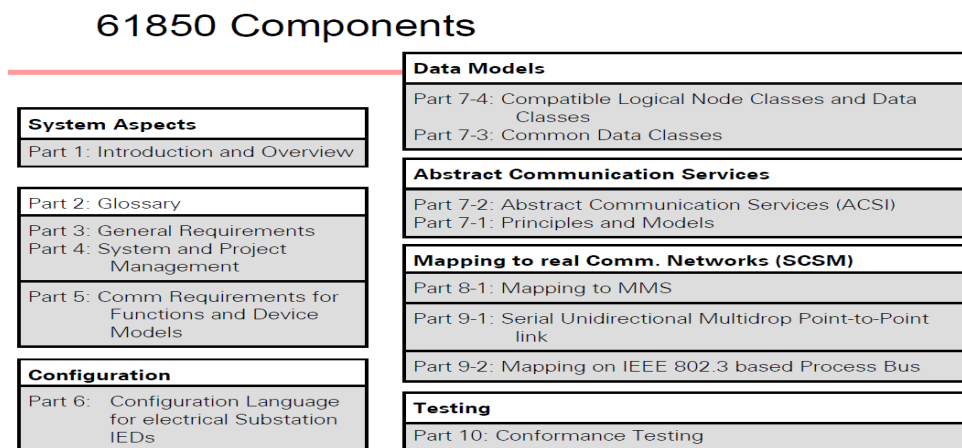 61850 Components
System Aspects
Part 1: Introduction and Overview
Part 2: Glossary
Part 3: General Requirements
Part 4: System and Project
Management
Part 5: Comm Requirements for
Functions and Device
Models
Configuration
Part 6: Configuration Language
for electrical Substation
IEDs
Data Models
Part 7-4: Compatible Logical Node Classes and Data
Classes
Part 7-3: Common Data Classes
Abstract Communication Services
Part 7-2: Abstract Communication Services (ACSI)
Part 7-1: Principles and Models
Mapping to real Comm. Networks (SCSM)
Part 8-1: Mapping to MMS
Part 9-1: Serial Unidirectional Multidrop Point-to-Point
link
Part 9-2: Mapping on IEEE 802.3 based Process Bus
Testing
Part 10: Conformance Testing